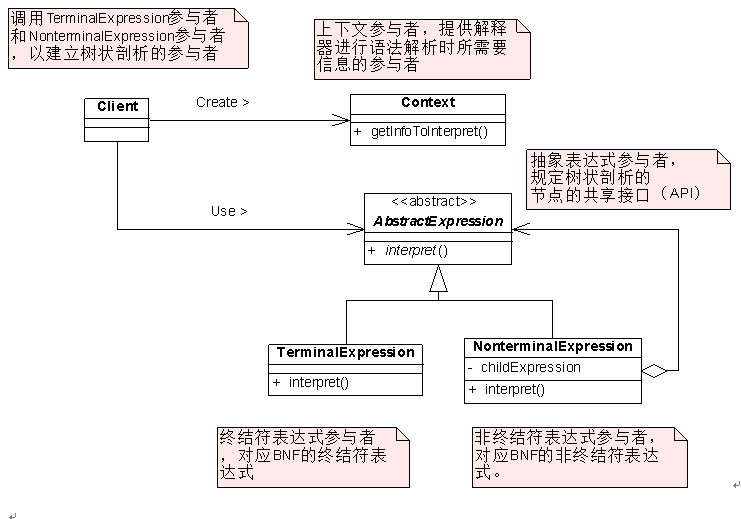 调用TerminalExpression参与者
和NonterminalExpression参与者
，以建立树状剖析的参与者
上下文参与者，提供解释
器进行语法解析时所需要
信息的参与者
Client
Create >
Context
+ getInfoToInterpret()
抽象表达式参与者，
规定树状剖析的
节点的共享接口（API）
Use >
<<abstract>>
AbstractExpression
+ interpret()
TerminalExpression
+ interpret()
NonterminalExpression
- childExpression
+ interpret()
终结符表达式参与者
，对应BNF的终结符表
达式
非终结符表达式参与者，
对应BNF的非终结符表达
式。